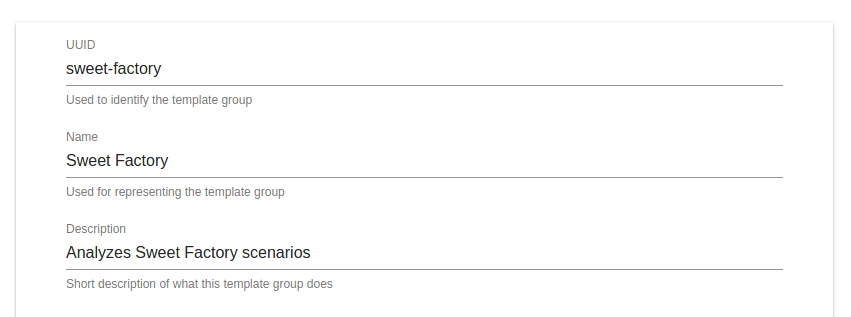 UUID
sweet-factory
Used to identify the template group
Name
Sweet Factory
Used for representing the template group
Description
Analyzes Sweet Factory scenarios
Short description of what this template group does